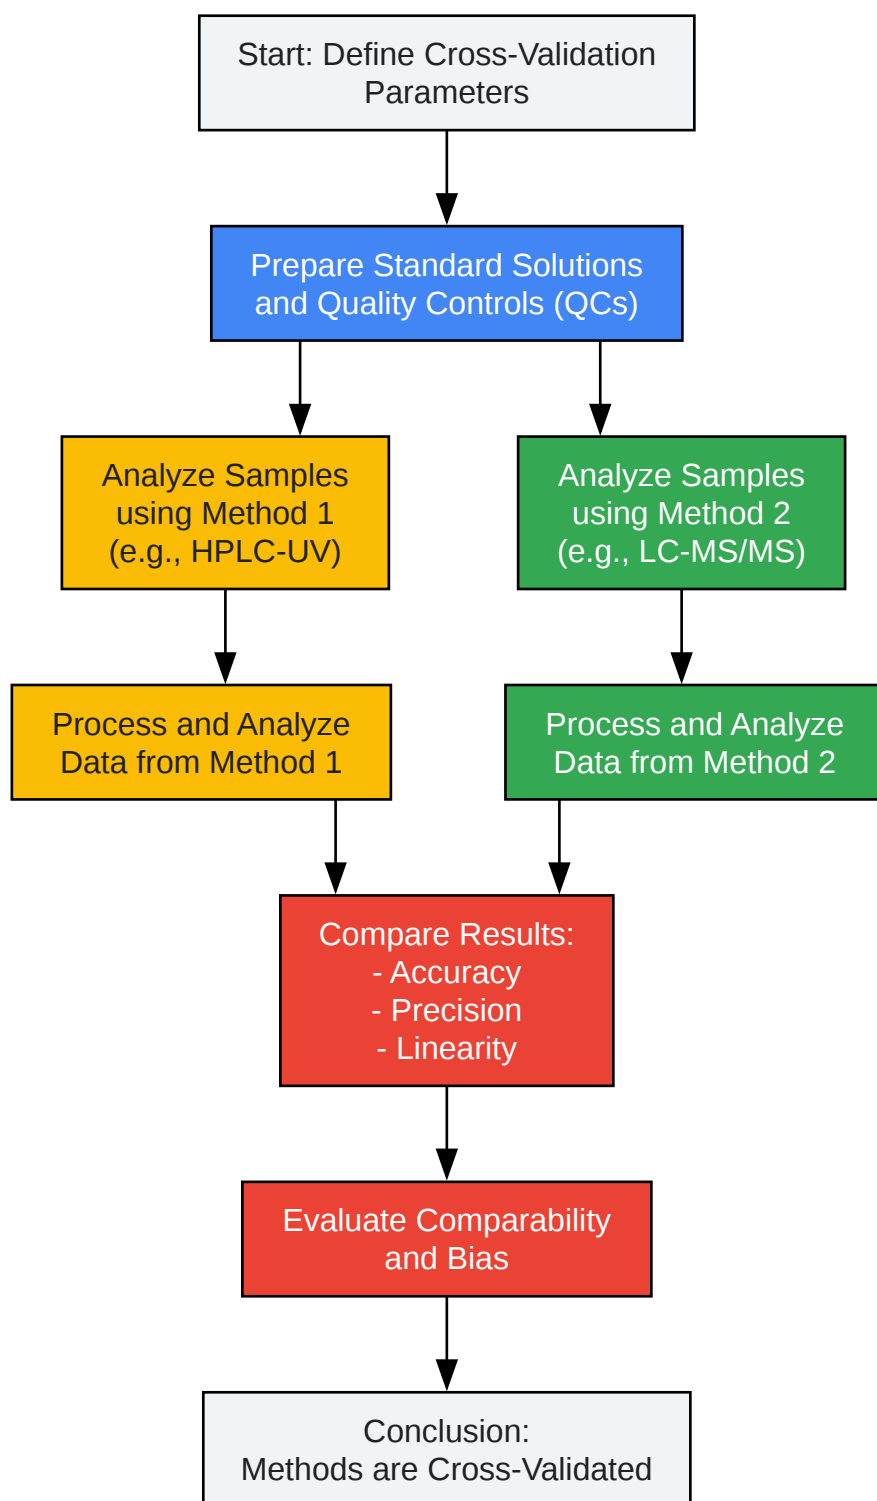 Start: Define Cross-Validation
Parameters
Prepare Standard Solutions
and Quality Controls (QCs)
Analyze Samples
using Method 1
(e.g., HPLC-UV)
Analyze Samples
using Method 2
(e.g., LC-MS/MS)
Process and Analyze
Data from Method 1
Process and Analyze
Data from Method 2
Compare Results:
- Accuracy
- Precision
- Linearity
Evaluate Comparability
and Bias
Conclusion:
Methods are Cross-Validated